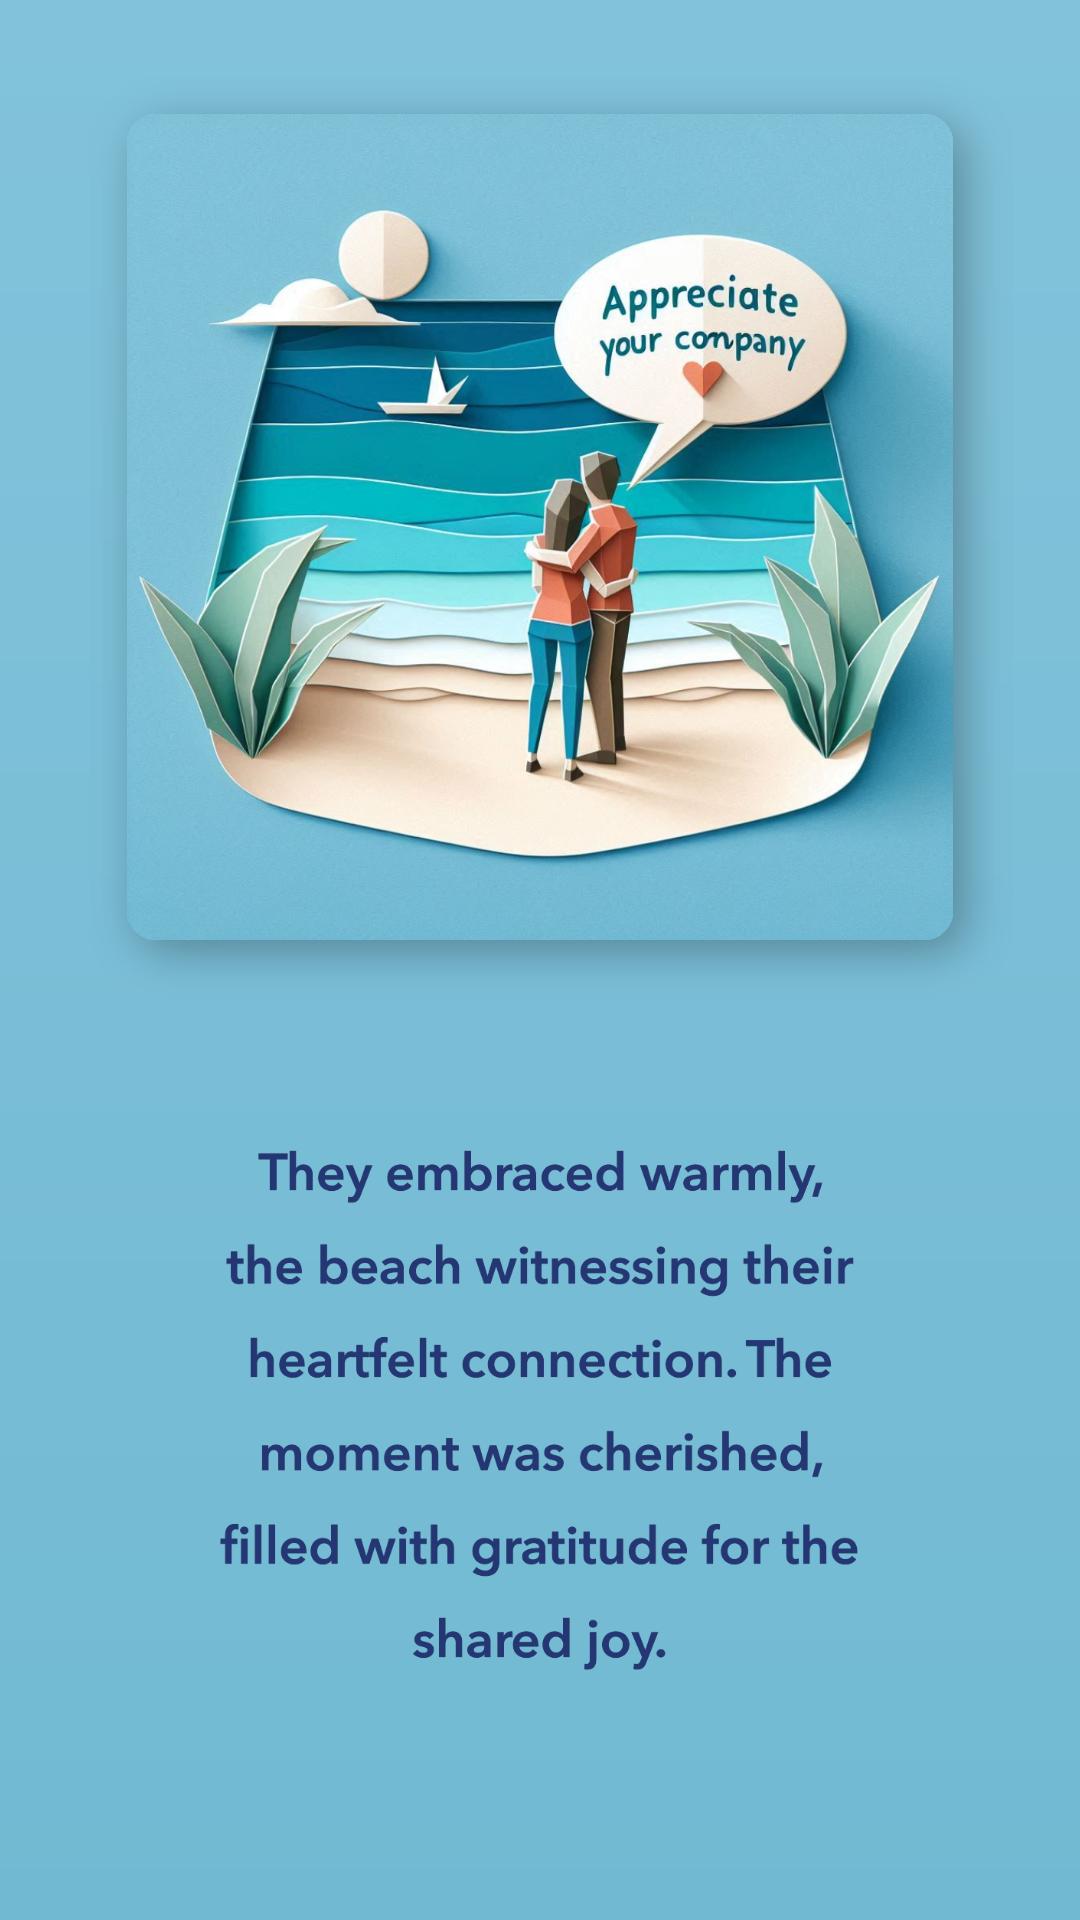 Appreciate
your company
They embraced warmly,
the beach witnessing their
heartfelt connection. The
moment was cherished,
filled with gratitude for the
shared joy.